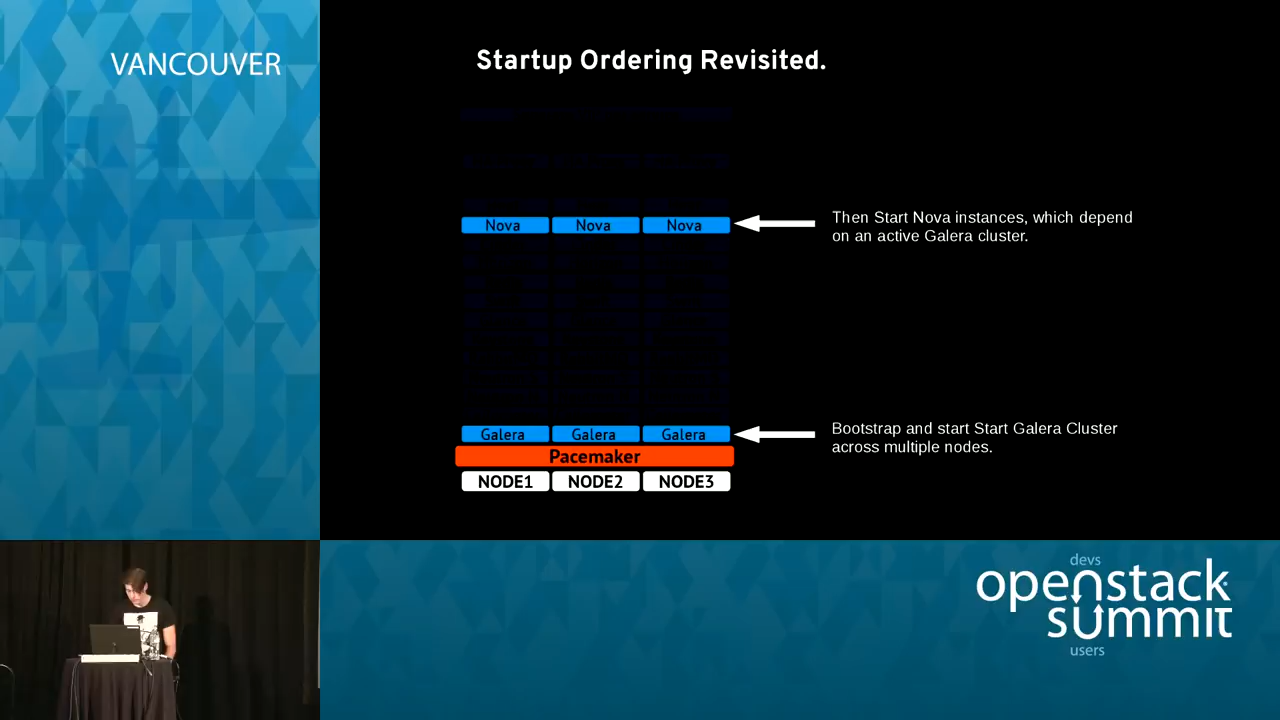 VANCOUVER
Startup Ordering Revisited.
Nova Nova Nova
Then Start Nova instances, which depend
on an active Galera cluster.
Galera Galera Galera
Bootstrap and start Start Galera Cluster
across multiple nodes.
Pacemaker
NODE1 NODE2 NODE3
devs
openstack
summit
users